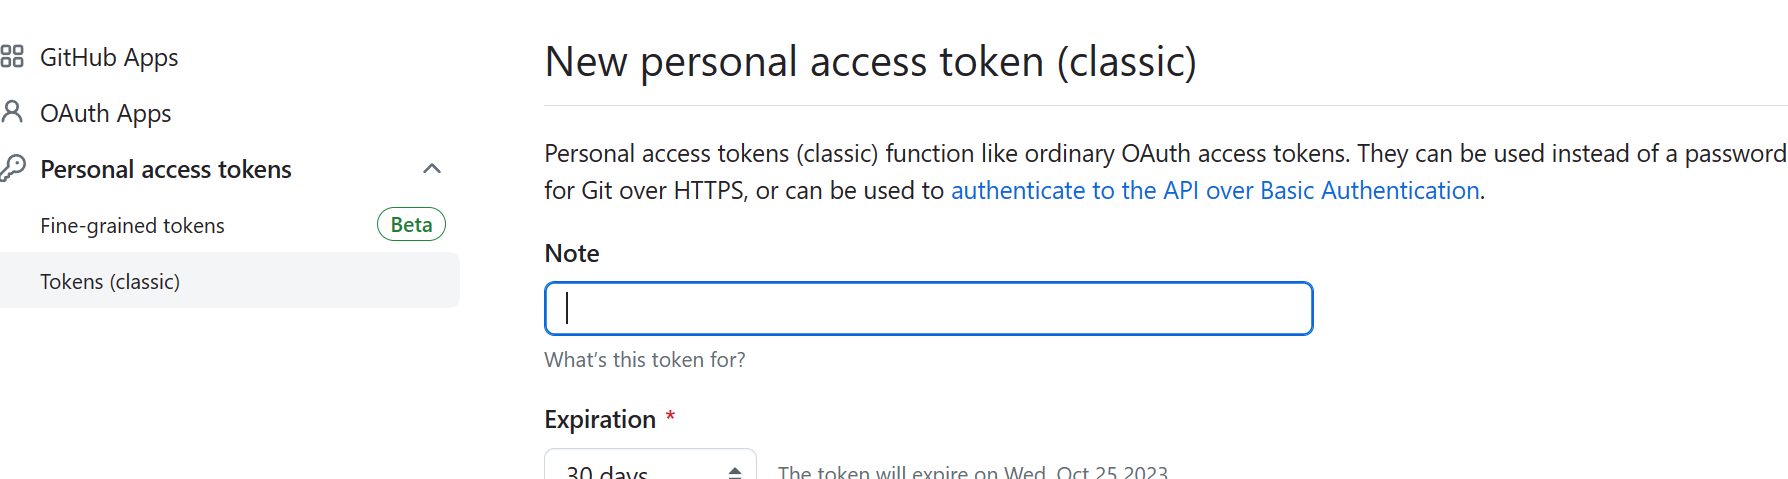 GitHub Apps
OAuth Apps
Personal access tokens
Fine-grained tokens
Beta
Tokens (classic)
New personal access token (classic)
Personal access tokens (classic) function like ordinary OAuth access tokens. They can be used instead of a password
for Git over HTTPS, or can be used to authenticate to the API over Basic Authentication.
Note
What's this token for?
Expiration *
30 days
The token will expire on Wed, Oct 25 2023